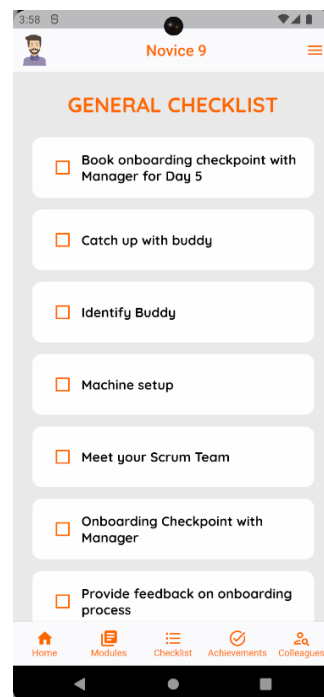 3:58
Novice 9
GENERAL CHECKLIST
Book onboarding checkpoint with
Manager for Day 5
Catch up with buddy
Identify Buddy
Machine setup
Meet your Scrum Team
Onboarding Checkpoint with
Manager
Provide feedback on onboarding
process
Home Modules Checklist Achievements Colleagues